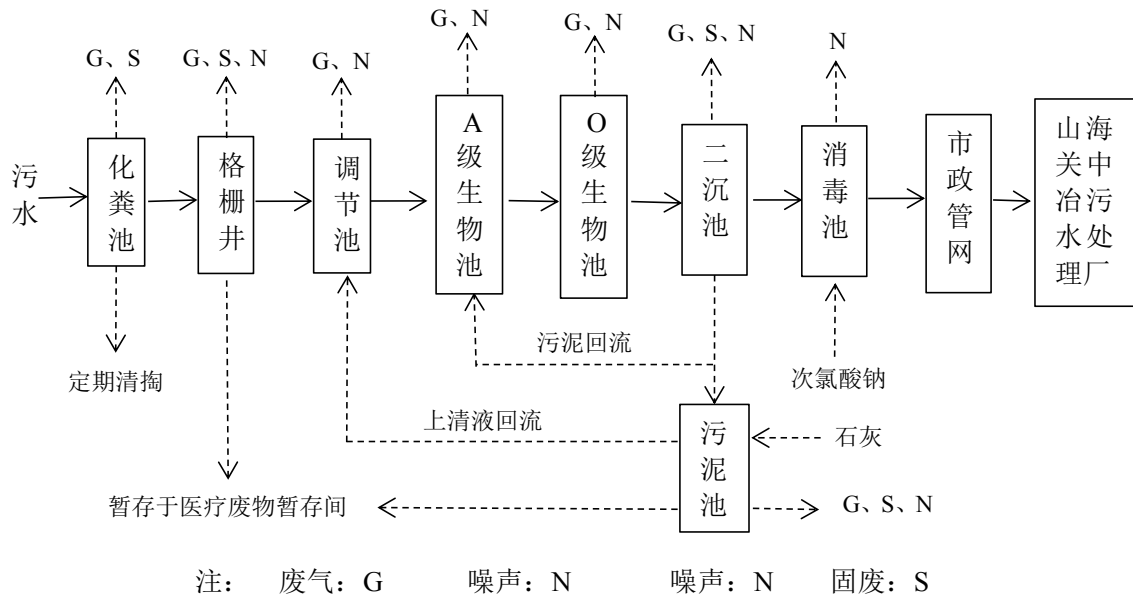 G、N
G、N
G、S
G、S、N
G、N
G、S、N
N
污水
化粪池
格栅井
调节池
A级生物池
O级生物池
二沉池
消毒池
市政管网
山海
关中
冶污
水处
理厂
污泥回流
定期清掏
次氯酸钠
上清液回流
污泥池
石灰
暂存于医疗废物暂存间
G、S、N
注： 废气：G 噪声：N 噪声：N 固废：S